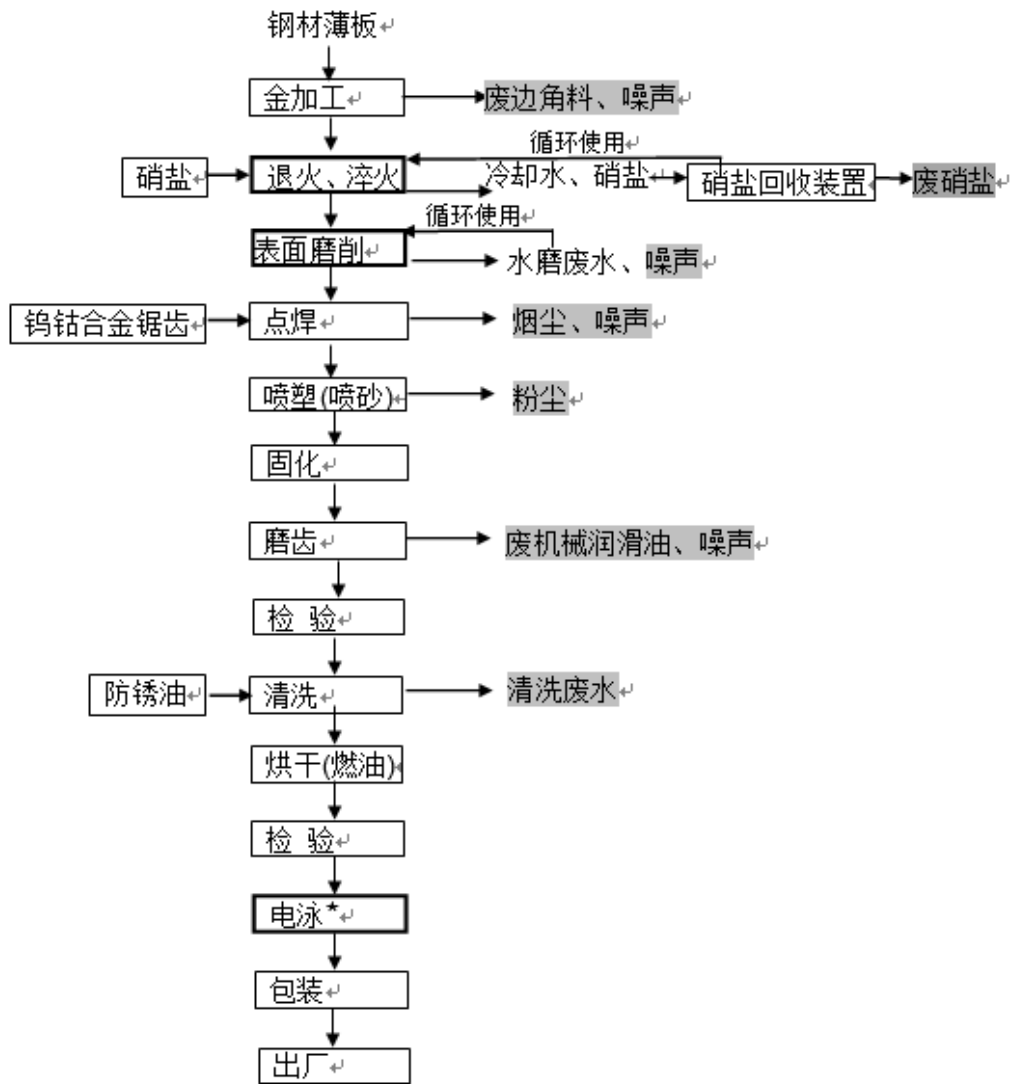 钢材薄板
金加工 废边角料、噪声
循环使用
硝盐 退火、淬火 冷却水、硝盐 硝盐回收装置 废硝盐
循环使用
表面磨削 水磨废水、噪声
钨钴合金锯齿 点焊 烟尘、噪声
喷塑(喷砂) 粉尘
固化
磨齿 废机械润滑油、噪声
检 验
防锈油 清洗 清洗废水
烘干(燃油)
检 验
电泳*
包装
出厂